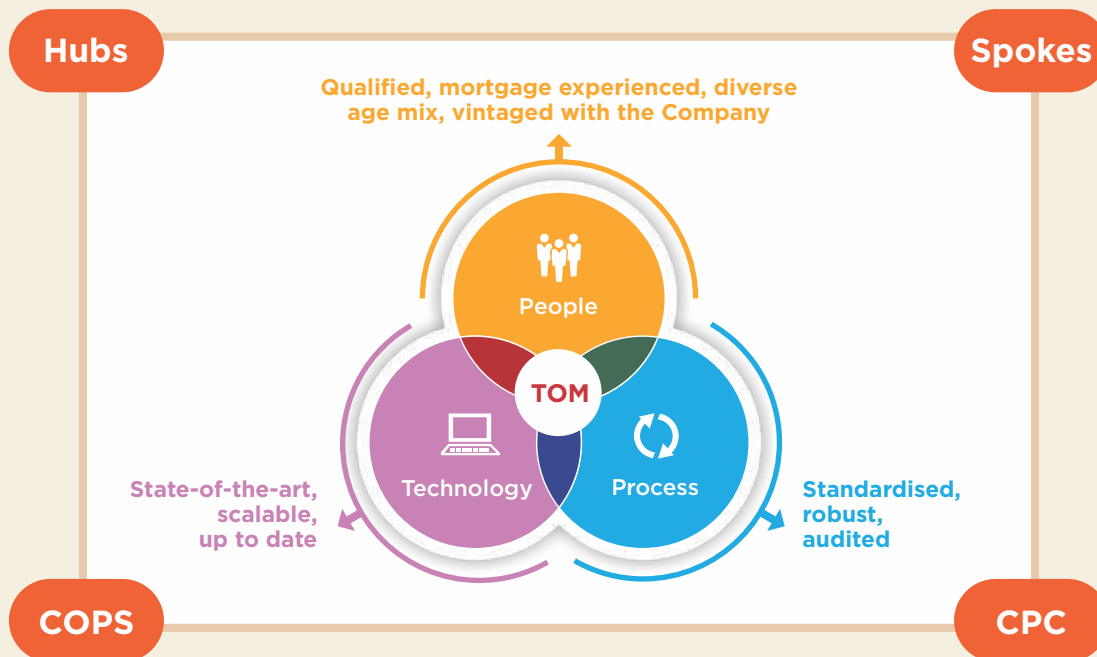 Hubs
Spokes
Qualified, mortgage experienced, diverse
age mix, vintaged with the Company
People
TOM
Technology
Process
State-of-the-art,
scalable,
up to date
Standardised,
robust,
audited
COPS
CPC